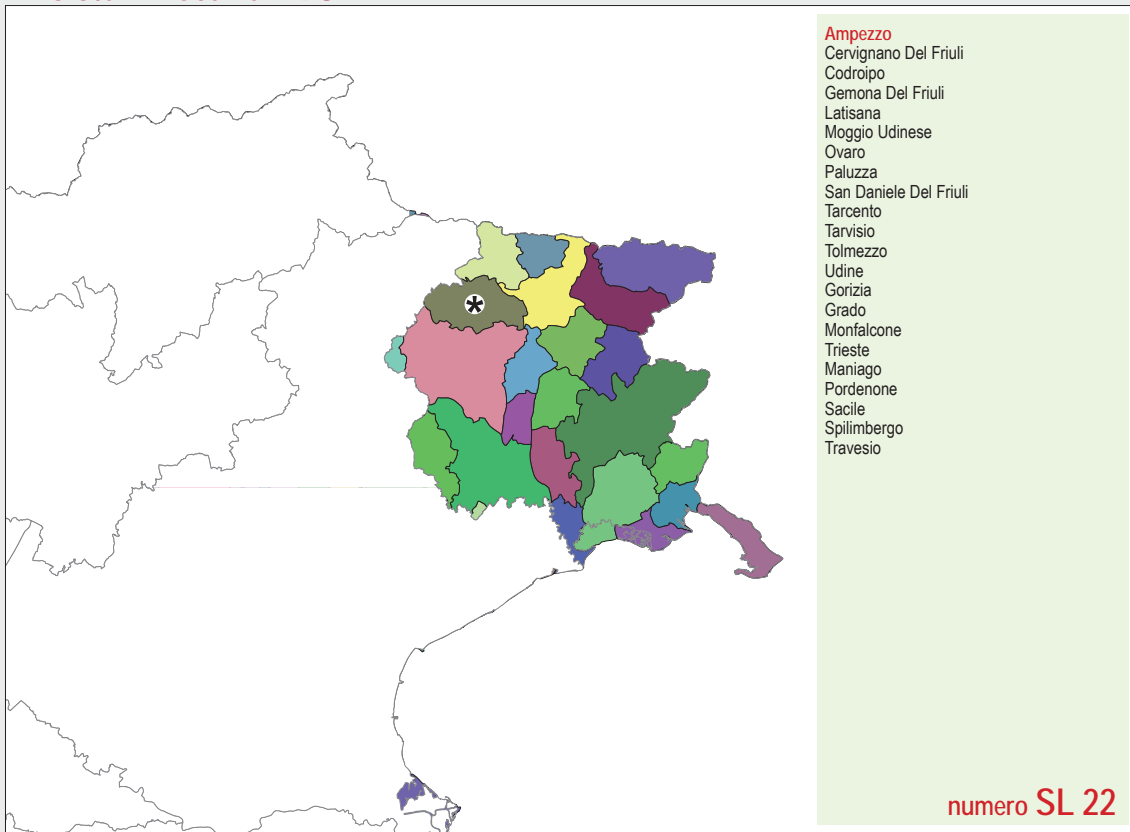 Ampezzo
Cervignano Del Friuli
Codroipo
Gemona Del Friuli
Latisana
Moggio Udinese
Ovaro
Paluzza
San Daniele Del Friuli
Tarcento
Tarvisio
Tolmezzo
Udine
Gorizia
Grado
Monfalcone
Trieste
Maniago
Pordenone
Sacile
Spilimbergo
Travesio
numero SL 22